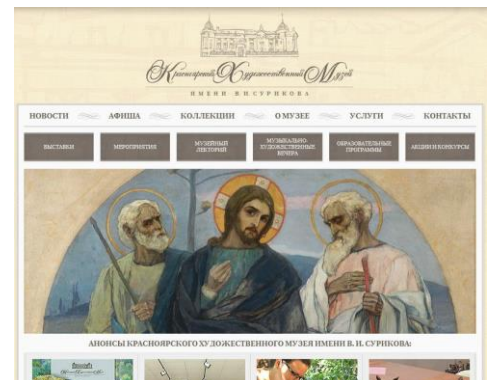 Красноярский Художественный Музей
ИМЕНИ В.И.СУРИКОВА
НОВОСТИ АФИША КОЛЛЕКЦИИ О МУЗЕЕ УСЛУГИ КОНТАКТЫ
ВЫСТАВКИ
МЕРОПРИЯТИЯ
МУЗЕЙНЫЙ
ЛЕКТОРИЙ
МУЗЫКАЛЬНО
ХУДОЖЕСТВЕННЫЕ
ВЕЧЕРА
ОБРАЗОВАТЕЛЬНЫЕ
ПРОГРАММЫ
АКЦИИ И КОНКУРСЫ
АНОНСЫ КРАСНОЯРСКОГО ХУДОЖЕСТВЕННОГО МУЗЕЯ ИМЕНИ В. И. СУРИКОВА: